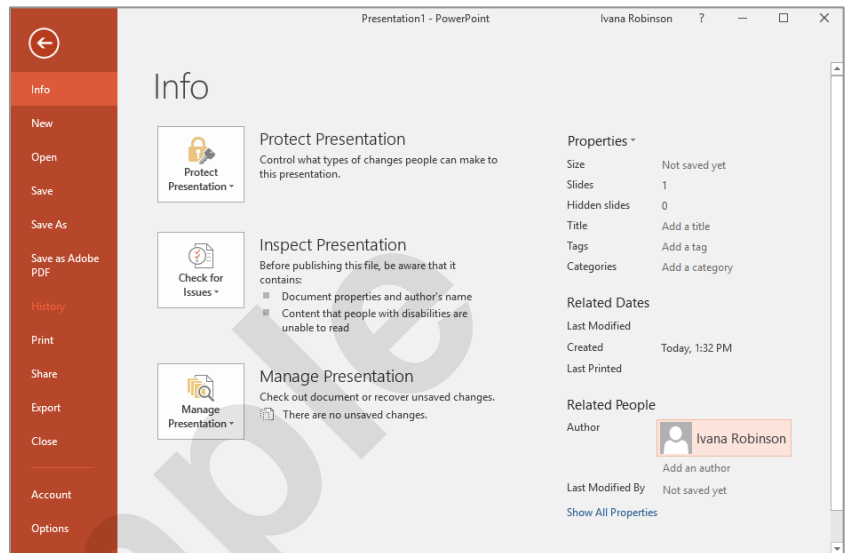 Presentation1 - PowerPoint
Ivana Robinson ?
Info
New
Open
Save
Save As
Save as Adobe
PDF
History
Print
Share
Export
Close
Account
Options
Info
Protect
Presentation
Protect Presentation
Control what types of changes people can make to
this presentation.
Check for
Issues
Inspect Presentation
Before publishing this file, be aware that it
contains:
Document properties and author's name
Content that people with disabilities are
unable to read
Manage
Presentation
Manage Presentation
Check out document or recover unsaved changes.
There are no unsaved changes.
Properties
Size Not saved yet
Slides 1
Hidden slides 0
Title Add a title
Tags Add a tag
Categories Add a category
Related Dates
Last Modified
Created Today, 1:32 PM
Last Printed
Related People
Author Ivana Robinson
Add an author
Last Modified By Not saved yet
Show All Properties